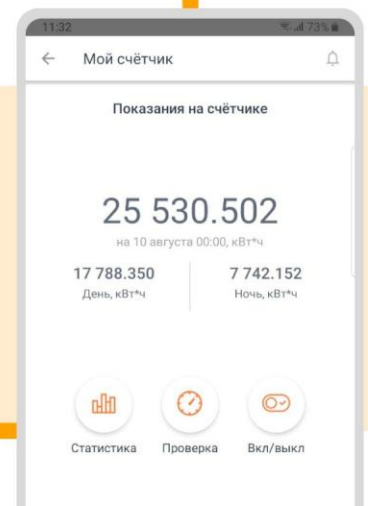 11:32 73%
Мой счётчик
Показания на счётчике
25 530.502
на 10 августа 00:00, кВт*ч
17 788.350 7 742.152
День, кВт*ч Ночь, кВт*ч
Статистика Проверка Вкл/выкл